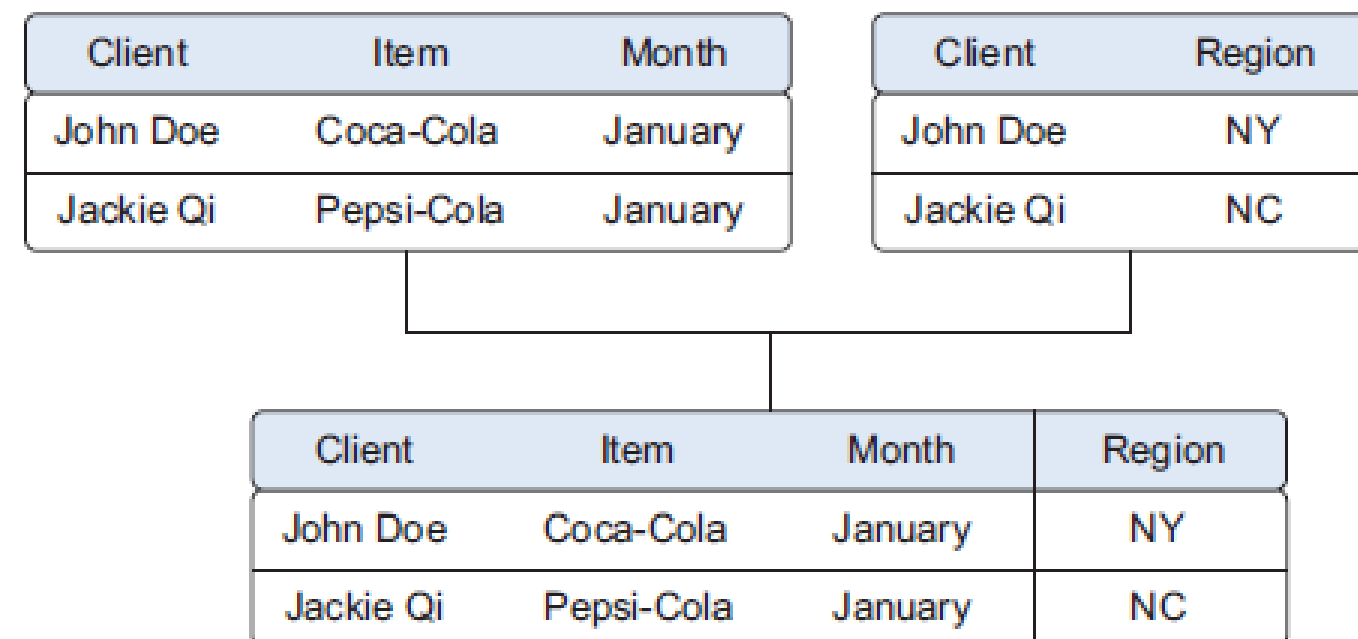 Client Item Month
John Doe Coca-Cola January
Jackie Qi Pepsi-Cola January
Client Region
John Doe NY
Jackie Qi NC
Client Item Month Region
John Doe Coca-Cola January NY
Jackie Qi Pepsi-Cola January NC